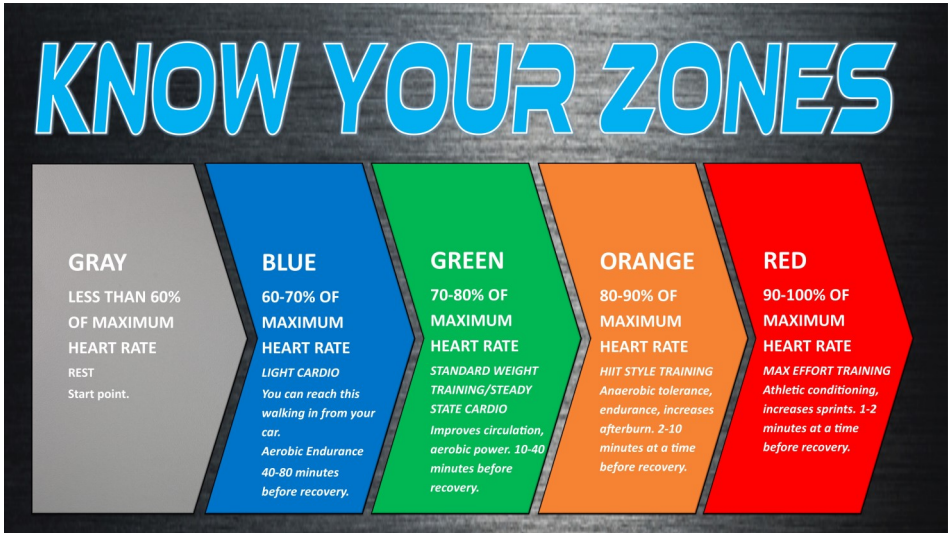 KNOW YOUR ZONES
GRAY
LESS THAN 60%
OF MAXIMUM
HEART RATE
REST
Start point.
BLUE
60-70% OF
MAXIMUM
HEART RATE
LIGHT CARDIO
You can reach this
walking in from your
car.
Aerobic Endurance
40-80 minutes
before recovery.
GREEN
70-80% OF
MAXIMUM
HEART RATE
STANDARD WEIGHT
TRAINING/STEADY
STATE CARDIO
Improves circulation,
aerobic power. 10-40
minutes before
recovery.
ORANGE
80-90% OF
MAXIMUM
HEART RATE
HIIT STYLE TRAINING
Anaerobic tolerance,
endurance, increases
afterburn. 2-10
minutes at a time
before recovery.
RED
90-100% OF
MAXIMUM
HEART RATE
MAX EFFORT TRAINING
Athletic conditioning,
increases sprints. 1-2
minutes at a time
before recovery.